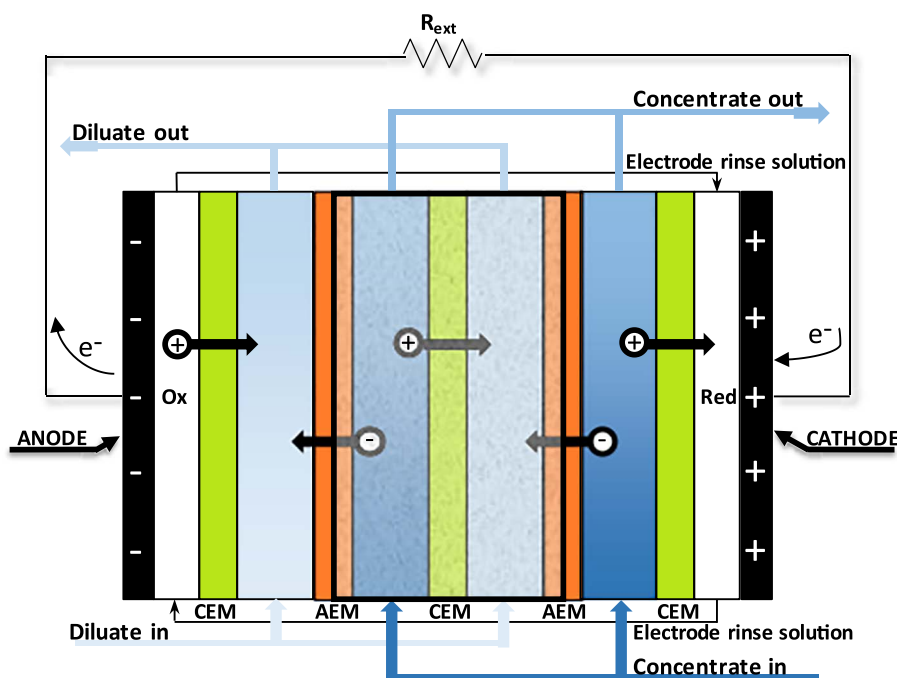 R_ext
Concentrate out
Diluate out
Electrode rinse solution
- +
- +
+ + +
e- e-
- Ox Red +
ANODE CATHODE
- -
- +
- +
CEM AEM CEM AEM CEM
Diluate in
Electrode rinse solution
Concentrate in